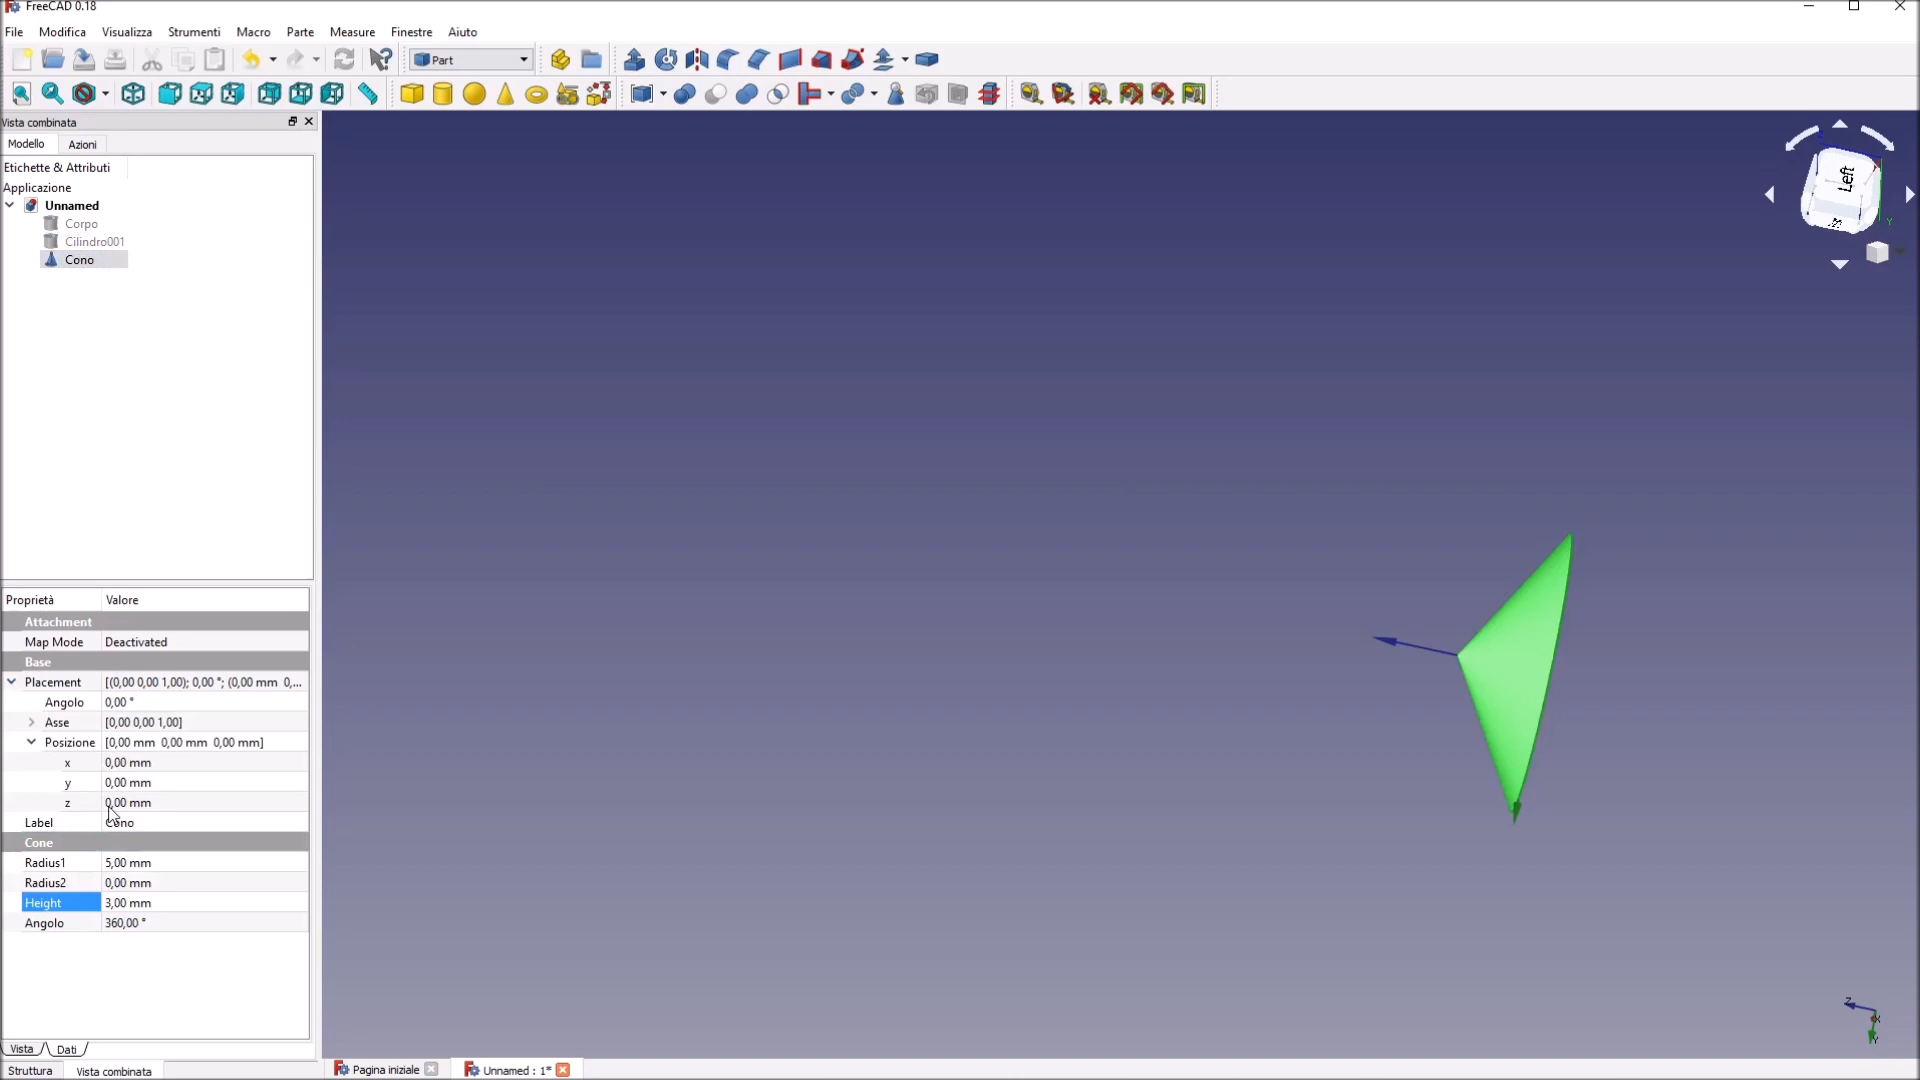 FreeCAD 0.18
File Modifica Visualizza Strumenti Macro Parte Measure Finestre Aiuto
Part
Vista combinata
Modello Azioni
Etichette & Attributi
Applicazione
Unnamed
Corpo
Cilindro001
Cono
Proprietà Valore
Attachment
Map Mode Deactivated
Base
Placement [(0,00 0,00 1,00); 0,00 °; (0,00 mm 0,...
Angolo 0,00 °
Asse [0,00 0,00 1,00]
Posizione [0,00 mm 0,00 mm 0,00 mm]
x 0,00 mm
y 0,00 mm
z 0,00 mm
Label Cono
Cone
Radius1 5,00 mm
Radius2 0,00 mm
Height 3,00 mm
Angolo 360,00 °
Vista Dati
Struttura Vista combinata
Pagina iniziale Unnamed : 1*
Left
Y
Z
X
Y